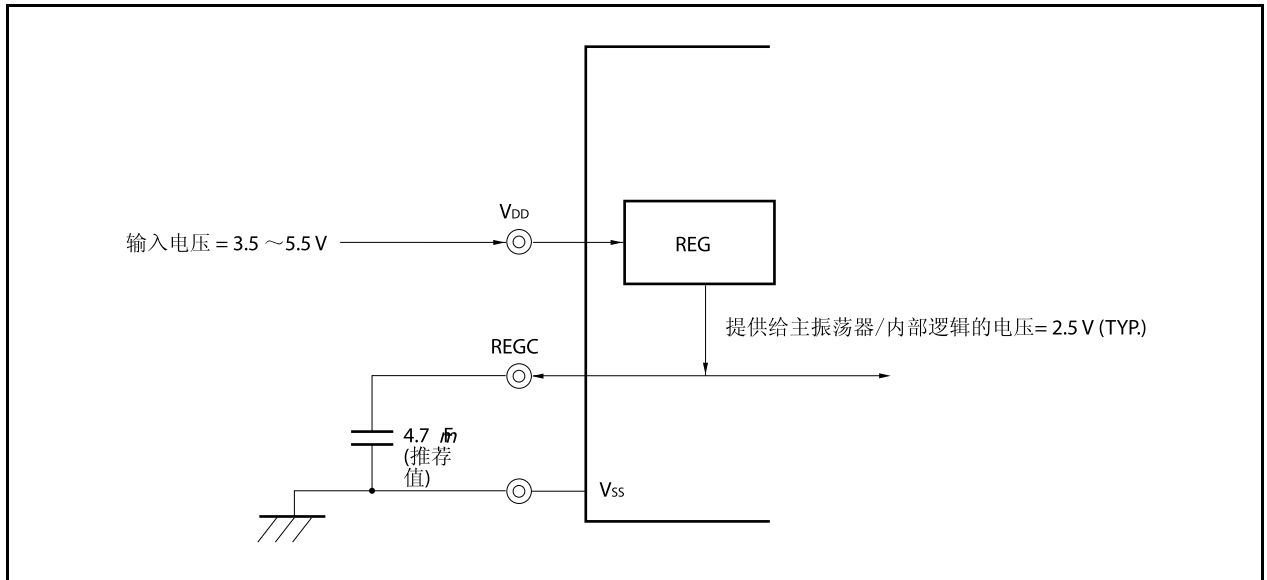 VDD
输入电压 = 3.5 ～5.5 V
REG
提供给主振荡器/内部逻辑的电压= 2.5 V (TYP.)
REGC
4.7
(推荐
值)
VSS